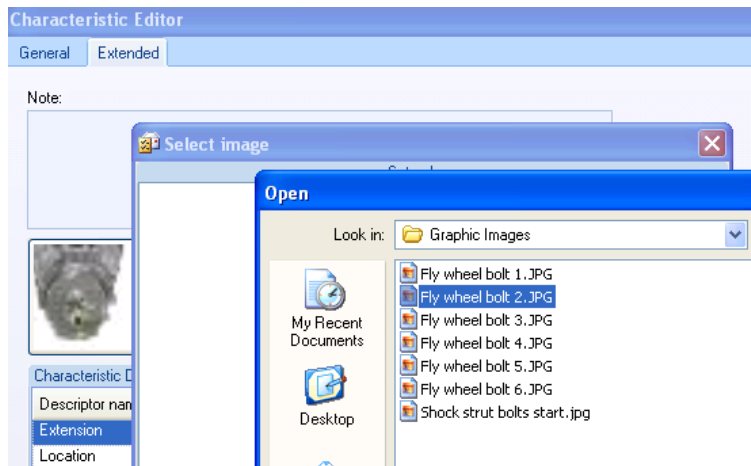 Characteristic Editor
General Extended
Note:
Select image
Open
Look in: Graphic Images
Fly wheel bolt 1.JPG
Fly wheel bolt 2.JPG
Fly wheel bolt 3.JPG
Fly wheel bolt 4.JPG
Fly wheel bolt 5.JPG
Fly wheel bolt 6.JPG
Shock strut bolts start.jpg
My Recent
Documents
Desktop
Characteristic D
Descriptor nan
Extension
Location